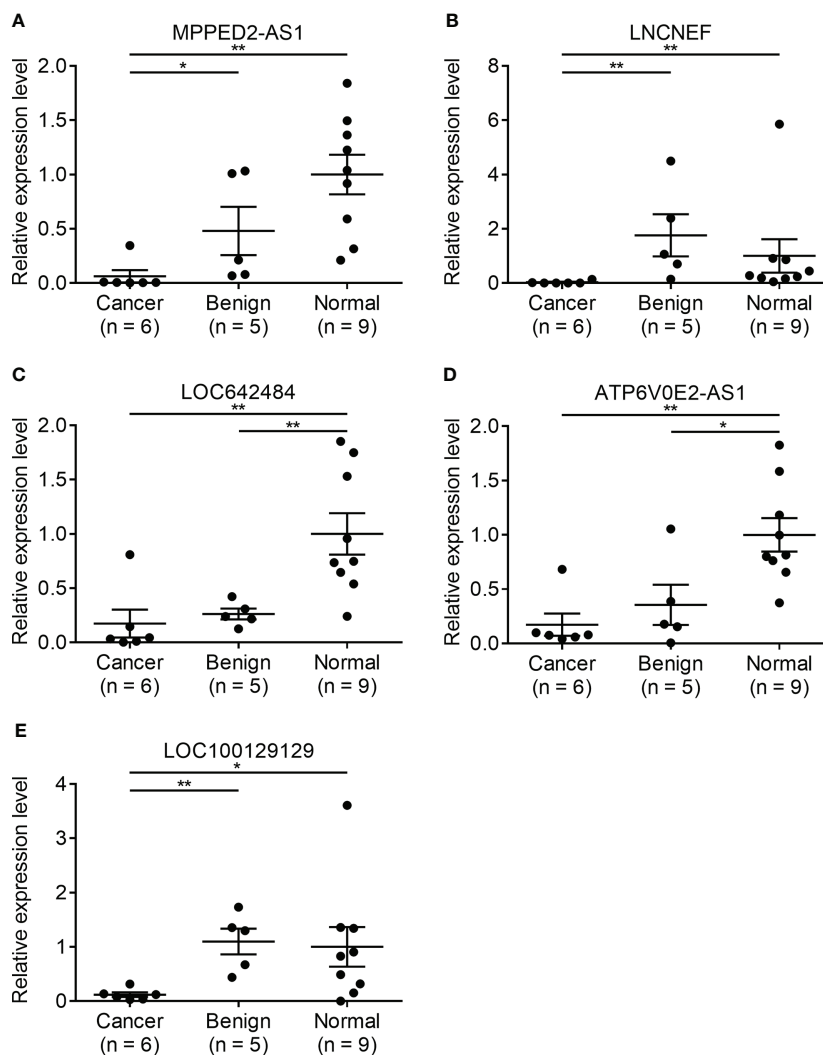 A
MPPED2-AS1
**
*
Relative expression level
2.0
1.5
1.0
0.5
0.0
Cancer Benign Normal
(n = 6) (n = 5) (n = 9)
B
LNCNEF
**
**
Relative expression level
8
6
4
2
0
Cancer Benign Normal
(n = 6) (n = 5) (n = 9)
C
LOC642484
**
**
Relative expression level
2.0
1.5
1.0
0.5
0.0
Cancer Benign Normal
(n = 6) (n = 5) (n = 9)
D
ATP6V0E2-AS1
**
*
Relative expression level
2.0
1.5
1.0
0.5
0.0
Cancer Benign Normal
(n = 6) (n = 5) (n = 9)
E
LOC100129129
*
**
Relative expression level
4
3
2
1
0
Cancer Benign Normal
(n = 6) (n = 5) (n = 9)